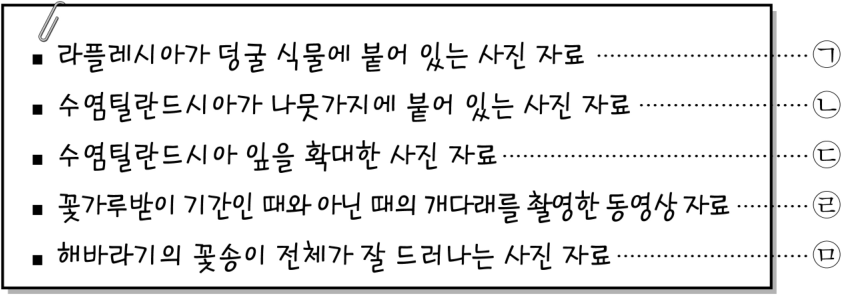 ▪ 라플레시아가 덩굴 식물에 붙어 있는 사진 자료 ⋯⋯⋯⋯⋯⋯⋯⋯ ㉠
▪ 수염틸란드시아가 나뭇가지에 붙어 있는 사진 자료 ⋯⋯⋯⋯⋯⋯ ㉡
▪ 수염틸란드시아 잎을 확대한 사진 자료 ⋯⋯⋯⋯⋯⋯⋯⋯⋯⋯⋯ ㉢
▪ 꽃가루받이 기간인 때와 아닌 때의 개다래를 촬영한 동영상 자료 ⋯⋯⋯ ㉣
▪ 해바라기의 꽃송이 전체가 잘 드러나는 사진 자료 ⋯⋯⋯⋯⋯⋯⋯ ㉤